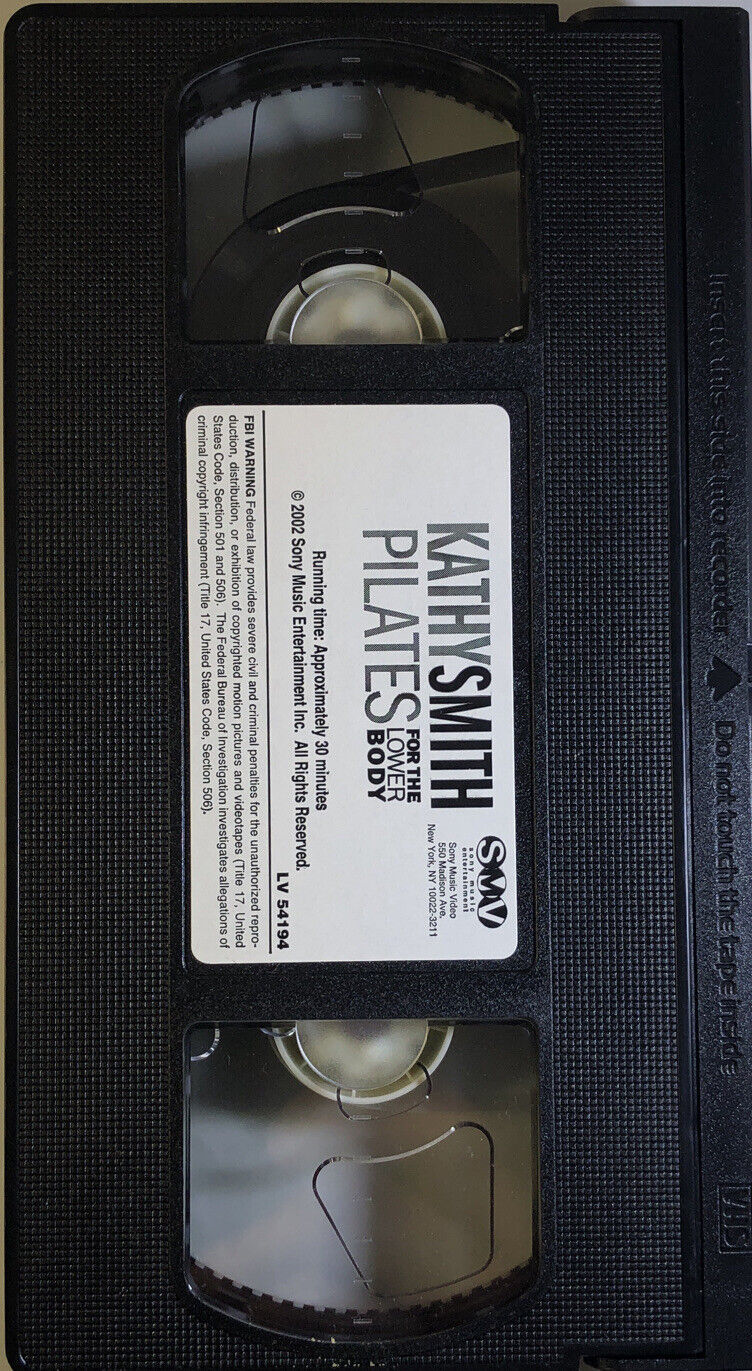 Insert this side into recorder ▲ Do not touch the tape inside
VHS
KATHY SMITH
PILATES FOR THE LOWER BODY
SMV
sony music
entertainment
Sony Music Video
550 Madison Ave.
New York, NY 10022-3211
Running time: Approximately 30 minutes
© 2002 Sony Music Entertainment Inc. All Rights Reserved.
LV 54194
FBI WARNING Federal law provides severe civil and criminal penalties for the unauthorized repro-
duction, distribution, or exhibition of copyrighted motion pictures and videotapes (Title 17, United
States Code, Section 501 and 506). The Federal Bureau of Investigation investigates allegations of
criminal copyright infringement (Title 17, United States Code, Section 506).